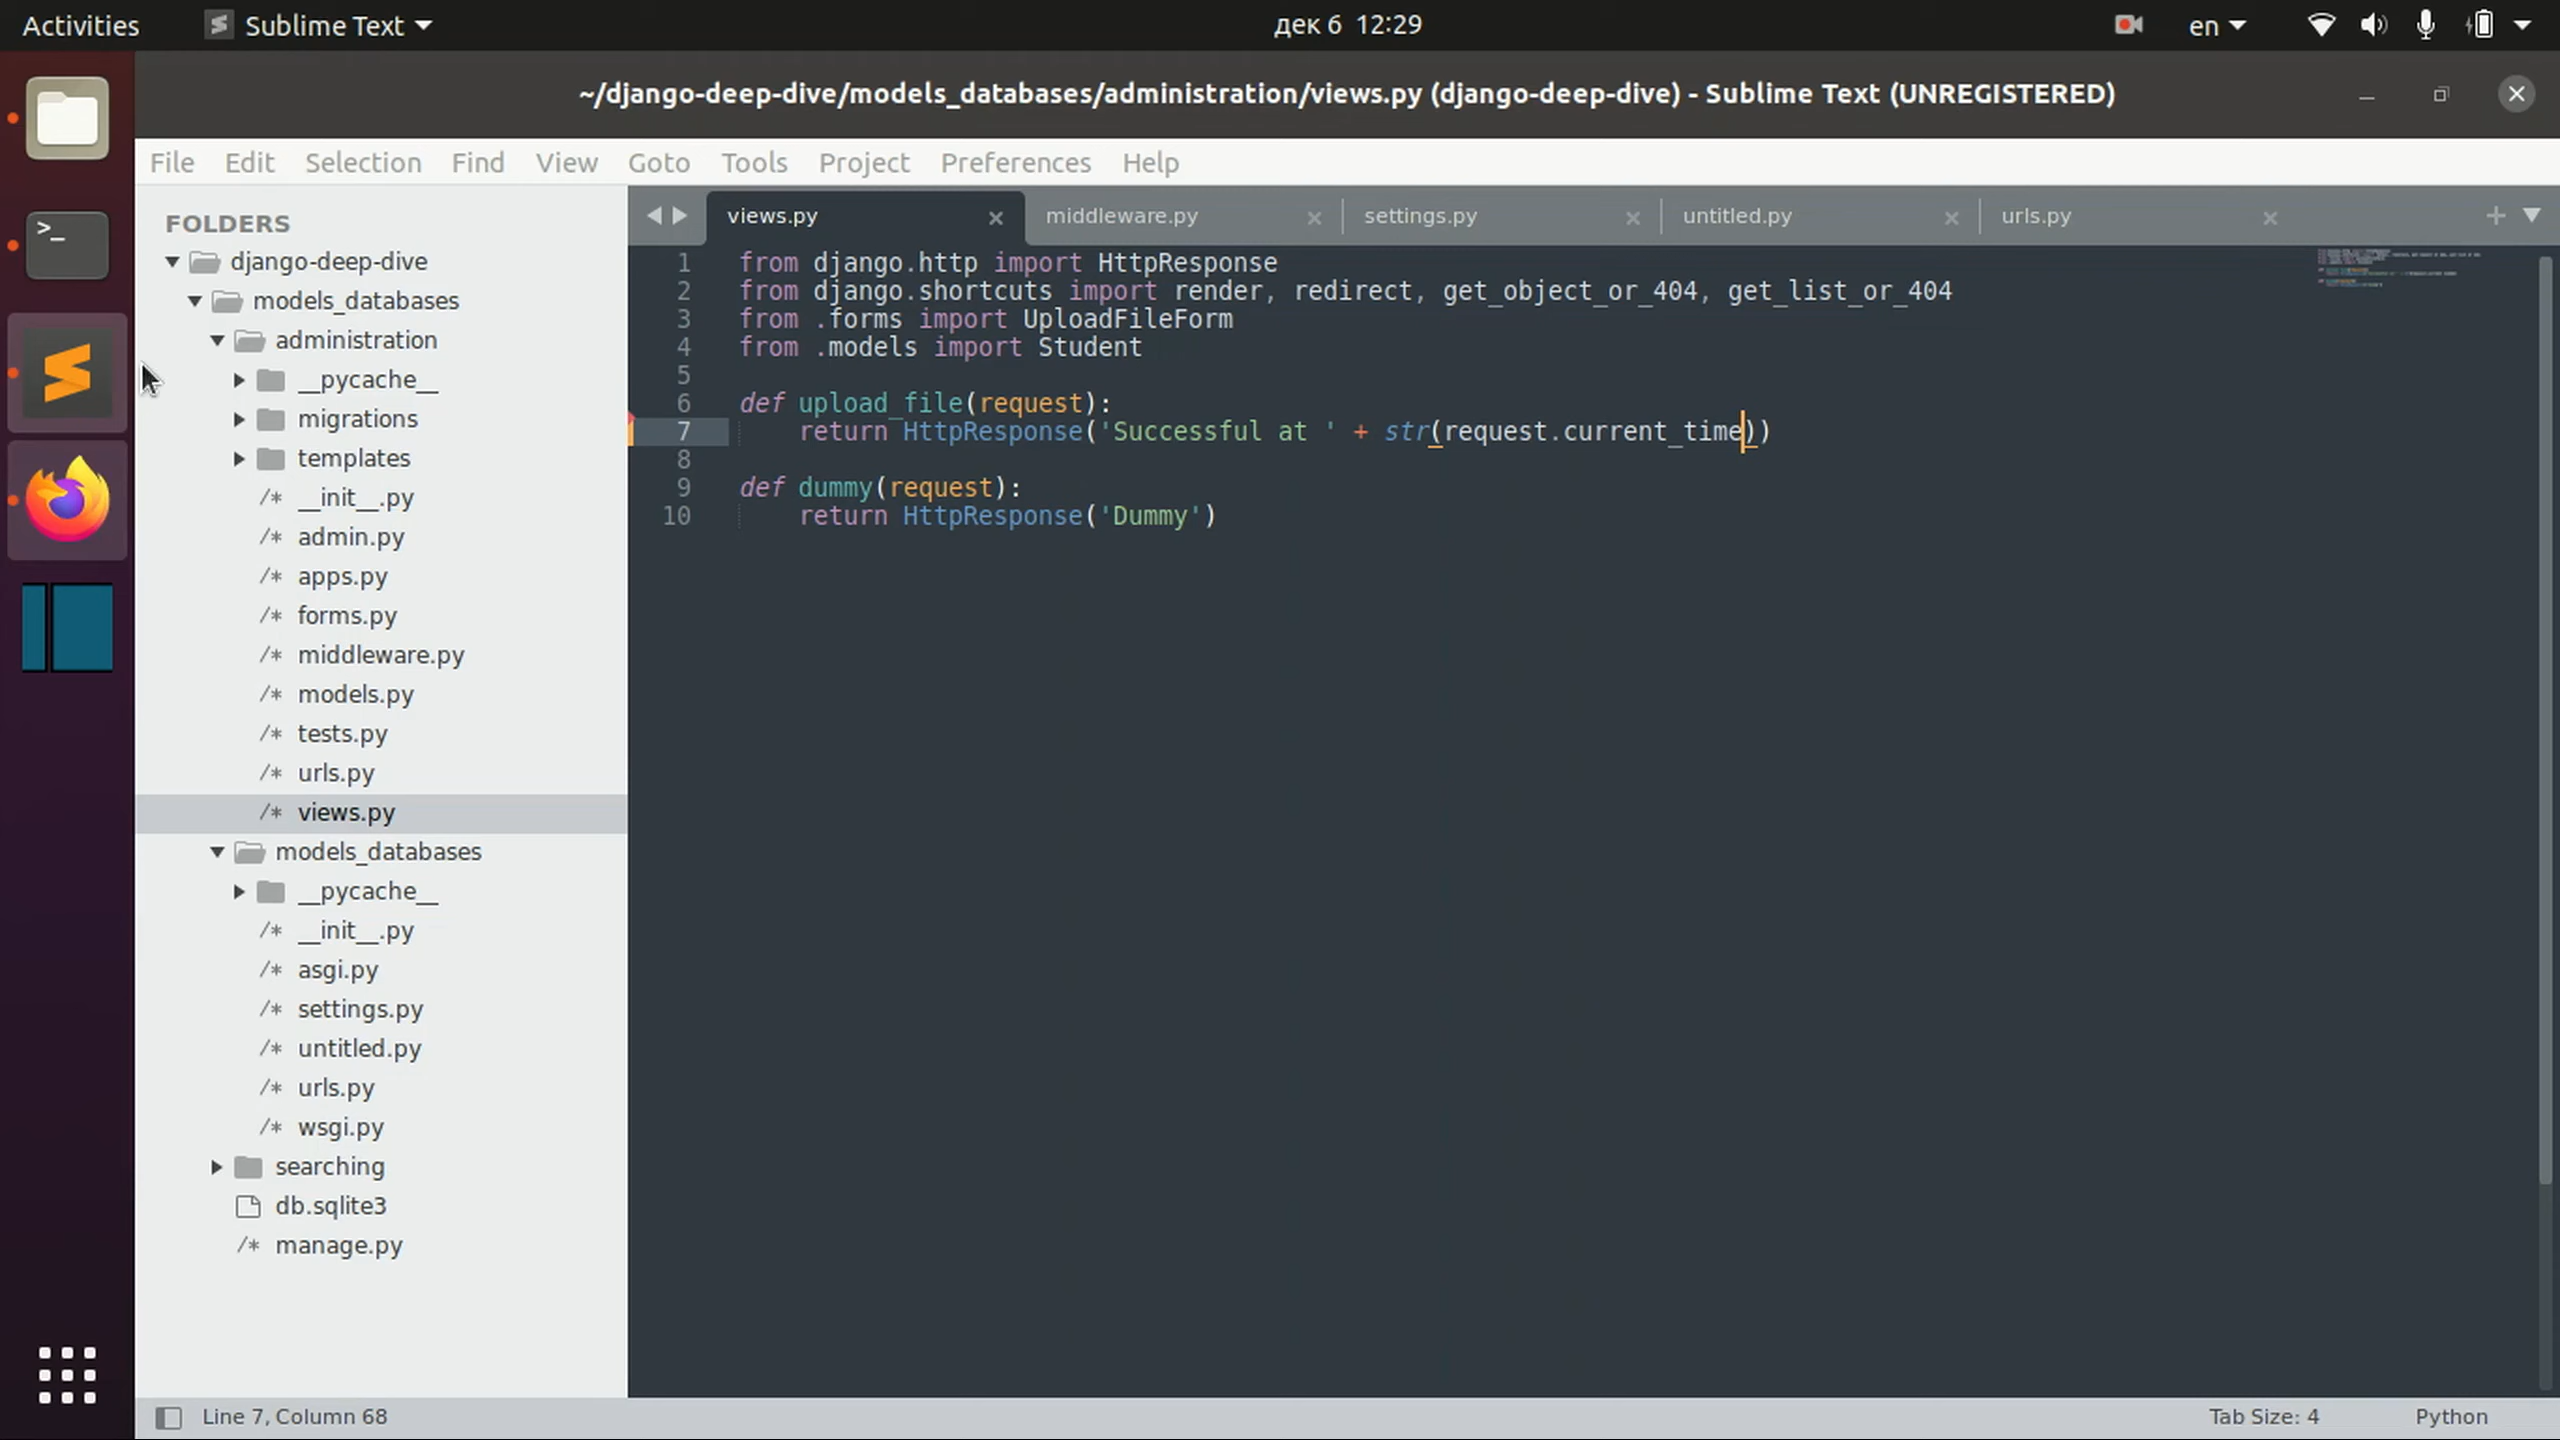 Activities
Sublime Text
дек 6 12:29
en
~/django-deep-dive/models_databases/administration/views.py (django-deep-dive) - Sublime Text (UNREGISTERED)
File Edit Selection Find View Goto Tools Project Preferences Help
FOLDERS
django-deep-dive
models_databases
administration
__pycache__
migrations
templates
/* __init__.py
/* admin.py
/* apps.py
/* forms.py
/* middleware.py
/* models.py
/* tests.py
/* urls.py
/* views.py
models_databases
__pycache__
/* __init__.py
/* asgi.py
/* settings.py
/* untitled.py
/* urls.py
/* wsgi.py
searching
db.sqlite3
/* manage.py
views.py middleware.py settings.py untitled.py urls.py
1 from django.http import HttpResponse
2 from django.shortcuts import render, redirect, get_object_or_404, get_list_or_404
3 from .forms import UploadFileForm
4 from .models import Student
5
6 def upload_file(request):
7     return HttpResponse('Successful at ' + str(request.current_time))
8
9 def dummy(request):
10     return HttpResponse('Dummy')
Line 7, Column 68
Tab Size: 4
Python